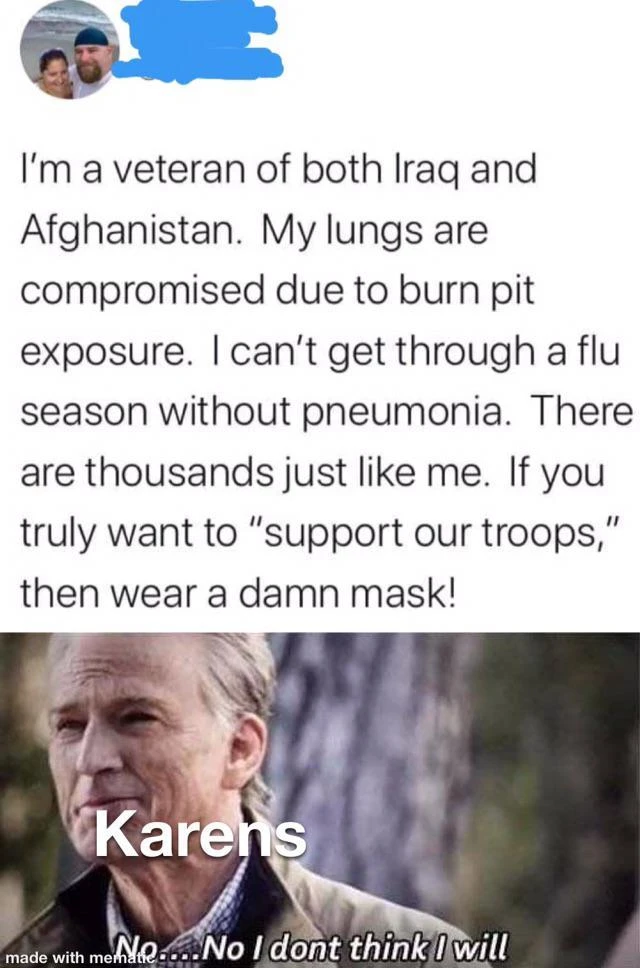 I'm a veteran of both Iraq and
Afghanistan. My lungs are
compromised due to burn pit
exposure. I can't get through a flu
season without pneumonia. There
are thousands just like me. If you
truly want to "support our troops,"
then wear a damn mask!
Karens
No....No I dont think I will
made with mematic